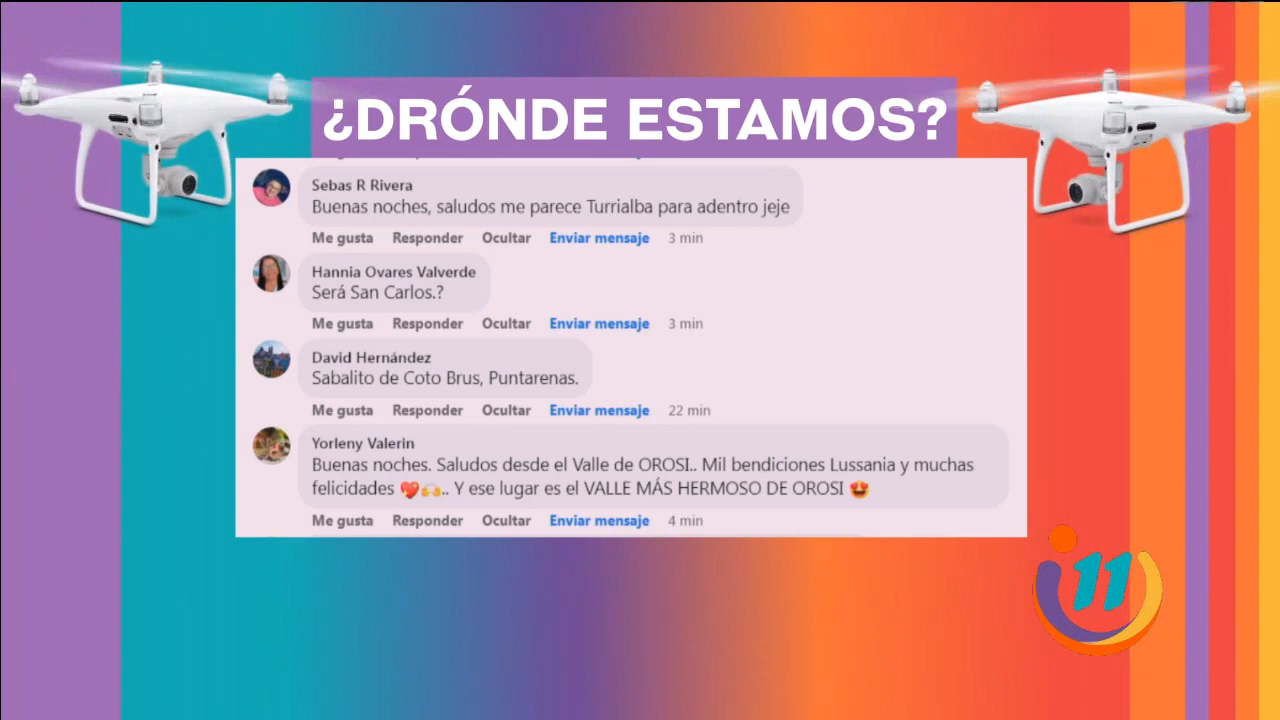 ¿DRÓNDE ESTAMOS?
Sebas R Rivera
Buenas noches, saludos me parece Turrialba para adentro jeje
Me gusta Responder Ocultar Enviar mensaje 3 min
Hannia Ovares Valverde
Será San Carlos.?
Me gusta Responder Ocultar Enviar mensaje 3 min
David Hernández
Sabalito de Coto Brus, Puntarenas.
Me gusta Responder Ocultar Enviar mensaje 22 min
Yorleny Valerin
Buenas noches. Saludos desde el Valle de OROSI.. Mil bendiciones Lussania y muchas
felicidades 💖🙌.. Y ese lugar es el VALLE MÁS HERMOSO DE OROSI 🤩
Me gusta Responder Ocultar Enviar mensaje 4 min
11